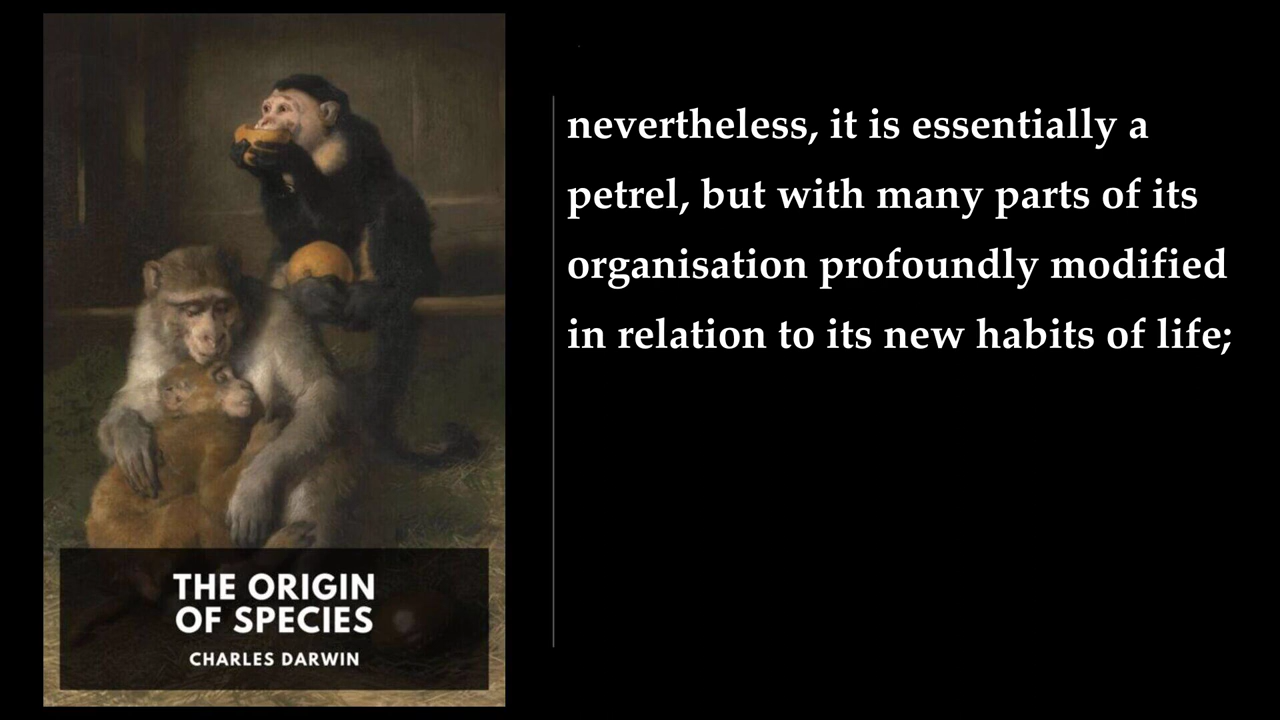 nevertheless, it is essentially a
petrel, but with many parts of its
organisation profoundly modified
in relation to its new habits of life;
THE ORIGIN
OF SPECIES
CHARLES DARWIN